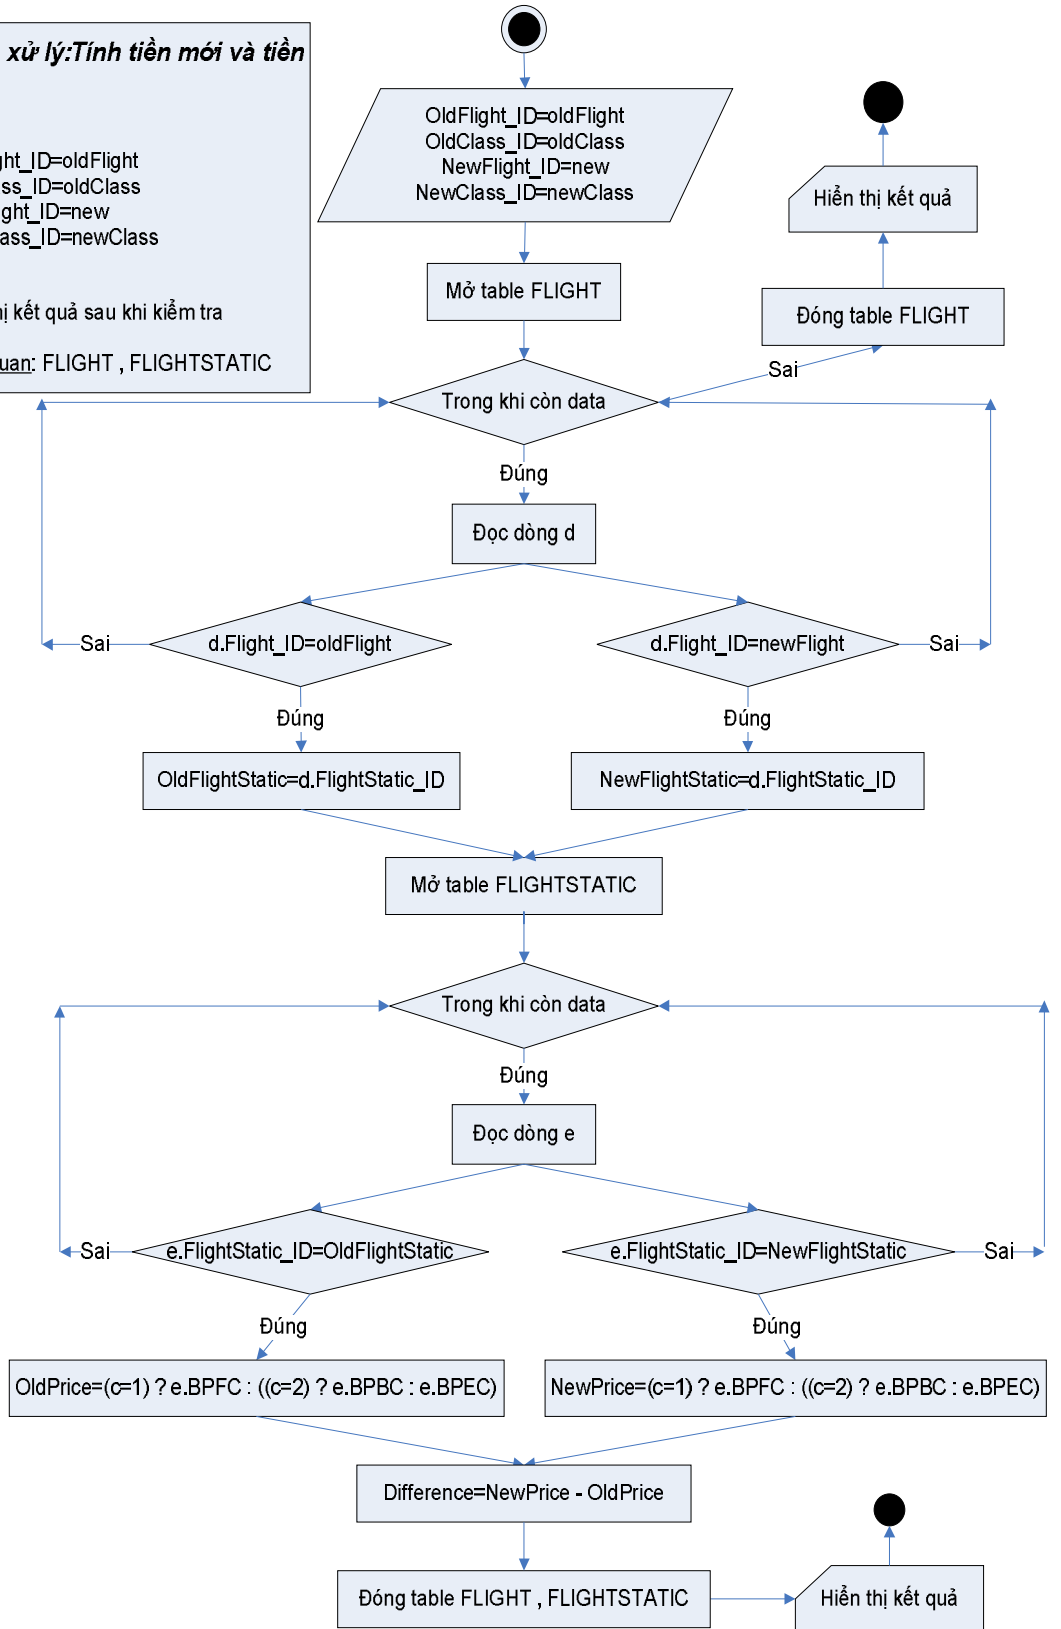 xử lý:Tính tiền mới và tiền
ght_ID=oldFlight
ss_ID=oldClass
ght_ID=new
ass_ID=newClass
ị kết quả sau khi kiểm tra
uan: FLIGHT , FLIGHTSTATIC
OldFlight_ID=oldFlight
OldClass_ID=oldClass
NewFlight_ID=new
NewClass_ID=newClass
Hiển thị kết quả
Mở table FLIGHT
Đóng table FLIGHT
Sai
Trong khi còn data
Đúng
Đọc dòng d
Sai
d.Flight_ID=oldFlight
d.Flight_ID=newFlight
Sai
Đúng
Đúng
OldFlightStatic=d.FlightStatic_ID
NewFlightStatic=d.FlightStatic_ID
Mở table FLIGHTSTATIC
Trong khi còn data
Đúng
Đọc dòng e
Sai
e.FlightStatic_ID=OldFlightStatic
e.FlightStatic_ID=NewFlightStatic
Sai
Đúng
Đúng
OldPrice=(c=1) ? e.BPFC : ((c=2) ? e.BPBC : e.BPEC)
NewPrice=(c=1) ? e.BPFC : ((c=2) ? e.BPBC : e.BPEC)
Difference=NewPrice - OldPrice
Đóng table FLIGHT , FLIGHTSTATIC
Hiển thị kết quả